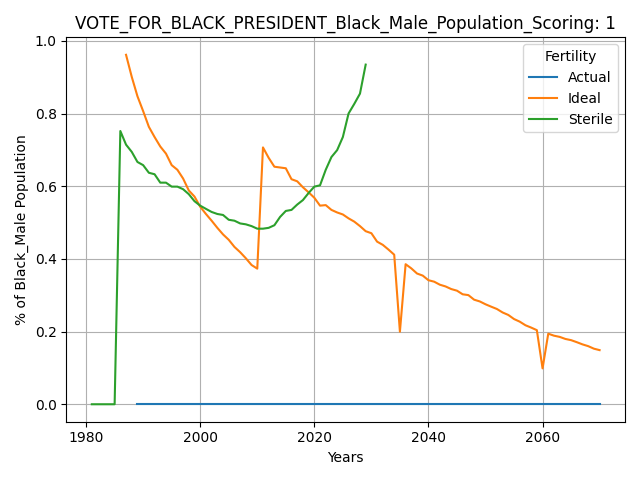 VOTE_FOR_BLACK_PRESIDENT_Black_Male_Population_Scoring: 1
% of Black_Male Population
1.0
0.8
0.6
0.4
0.2
0.0
Fertility
Actual
Ideal
Sterile
1980 2000 2020 2040 2060
Years